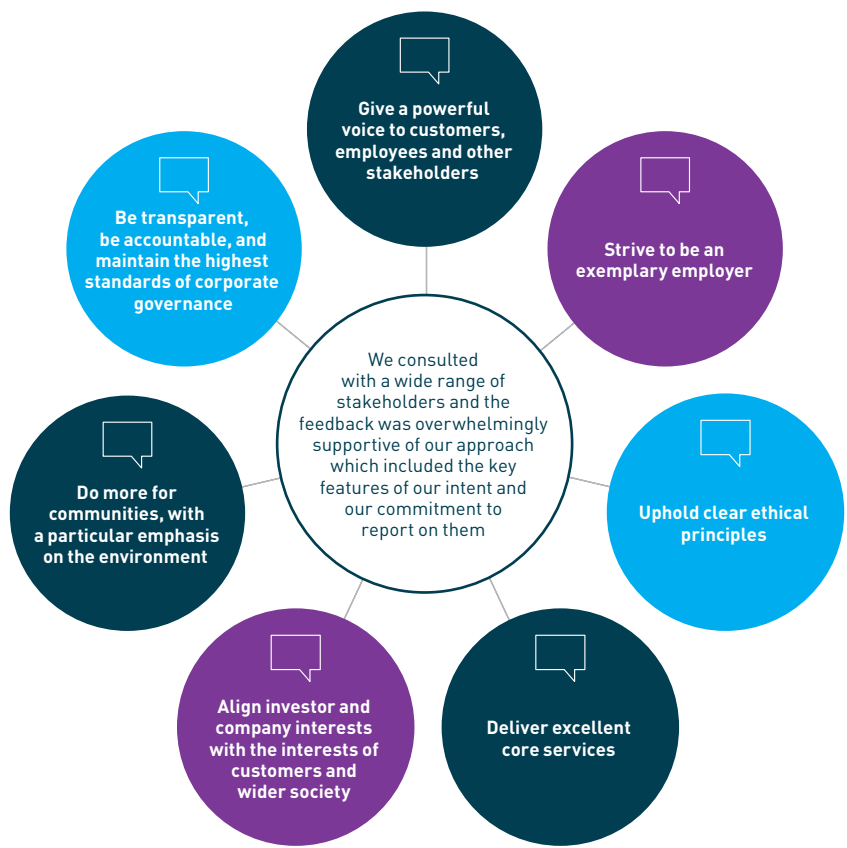 Give a powerful
voice to customers,
employees and other
stakeholders
Strive to be an
exemplary employer
Uphold clear ethical
principles
Deliver excellent
core services
Align investor and
company interests
with the interests of
customers and
wider society
Do more for
communities, with
a particular emphasis
on the environment
Be transparent,
be accountable, and
maintain the highest
standards of corporate
governance
We consulted
with a wide range of
stakeholders and the
feedback was overwhelmingly
supportive of our approach
which included the key
features of our intent and
our commitment to
report on them